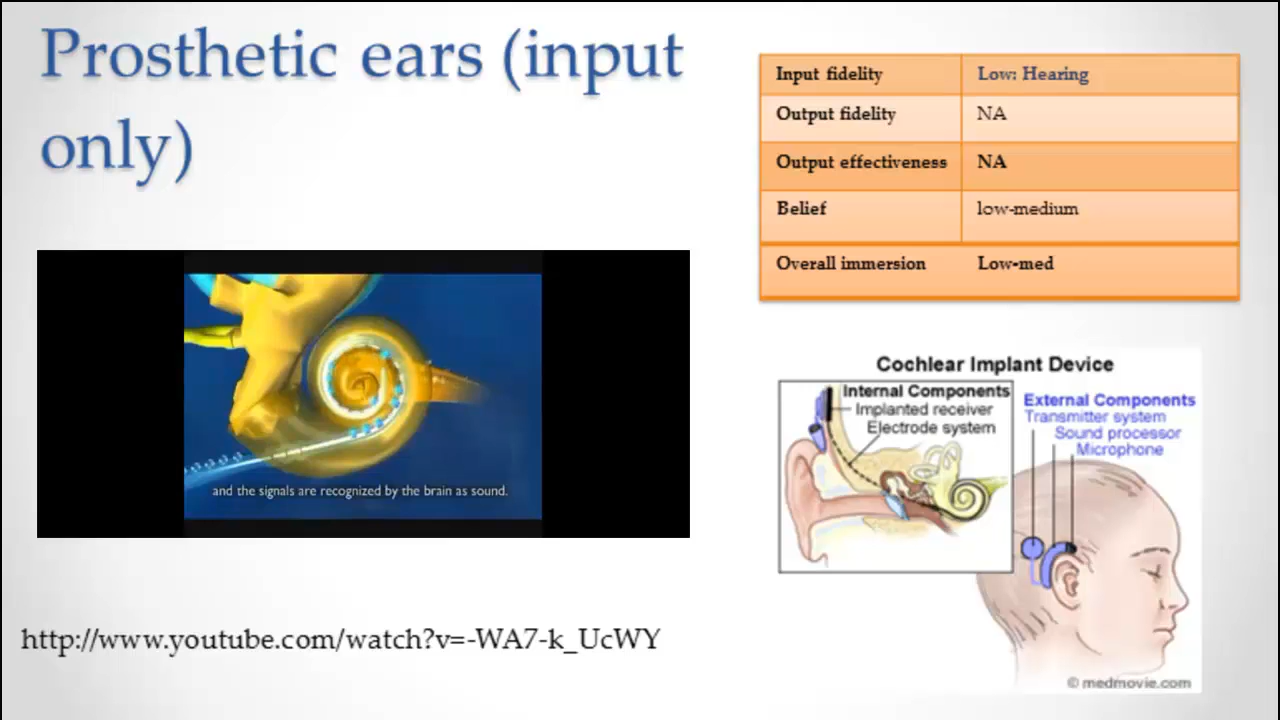 Prosthetic ears (input
only)
Input fidelity Low: Hearing
Output fidelity NA
Output effectiveness NA
Belief low-medium
Overall immersion Low-med
and the signals are recognized by the brain as sound.
Cochlear Implant Device
Internal Components
Implanted receiver
Electrode system
External Components
Transmitter system
Sound processor
Microphone
http://www.youtube.com/watch?v=-WA7-k_UcWY
© medmovie.com